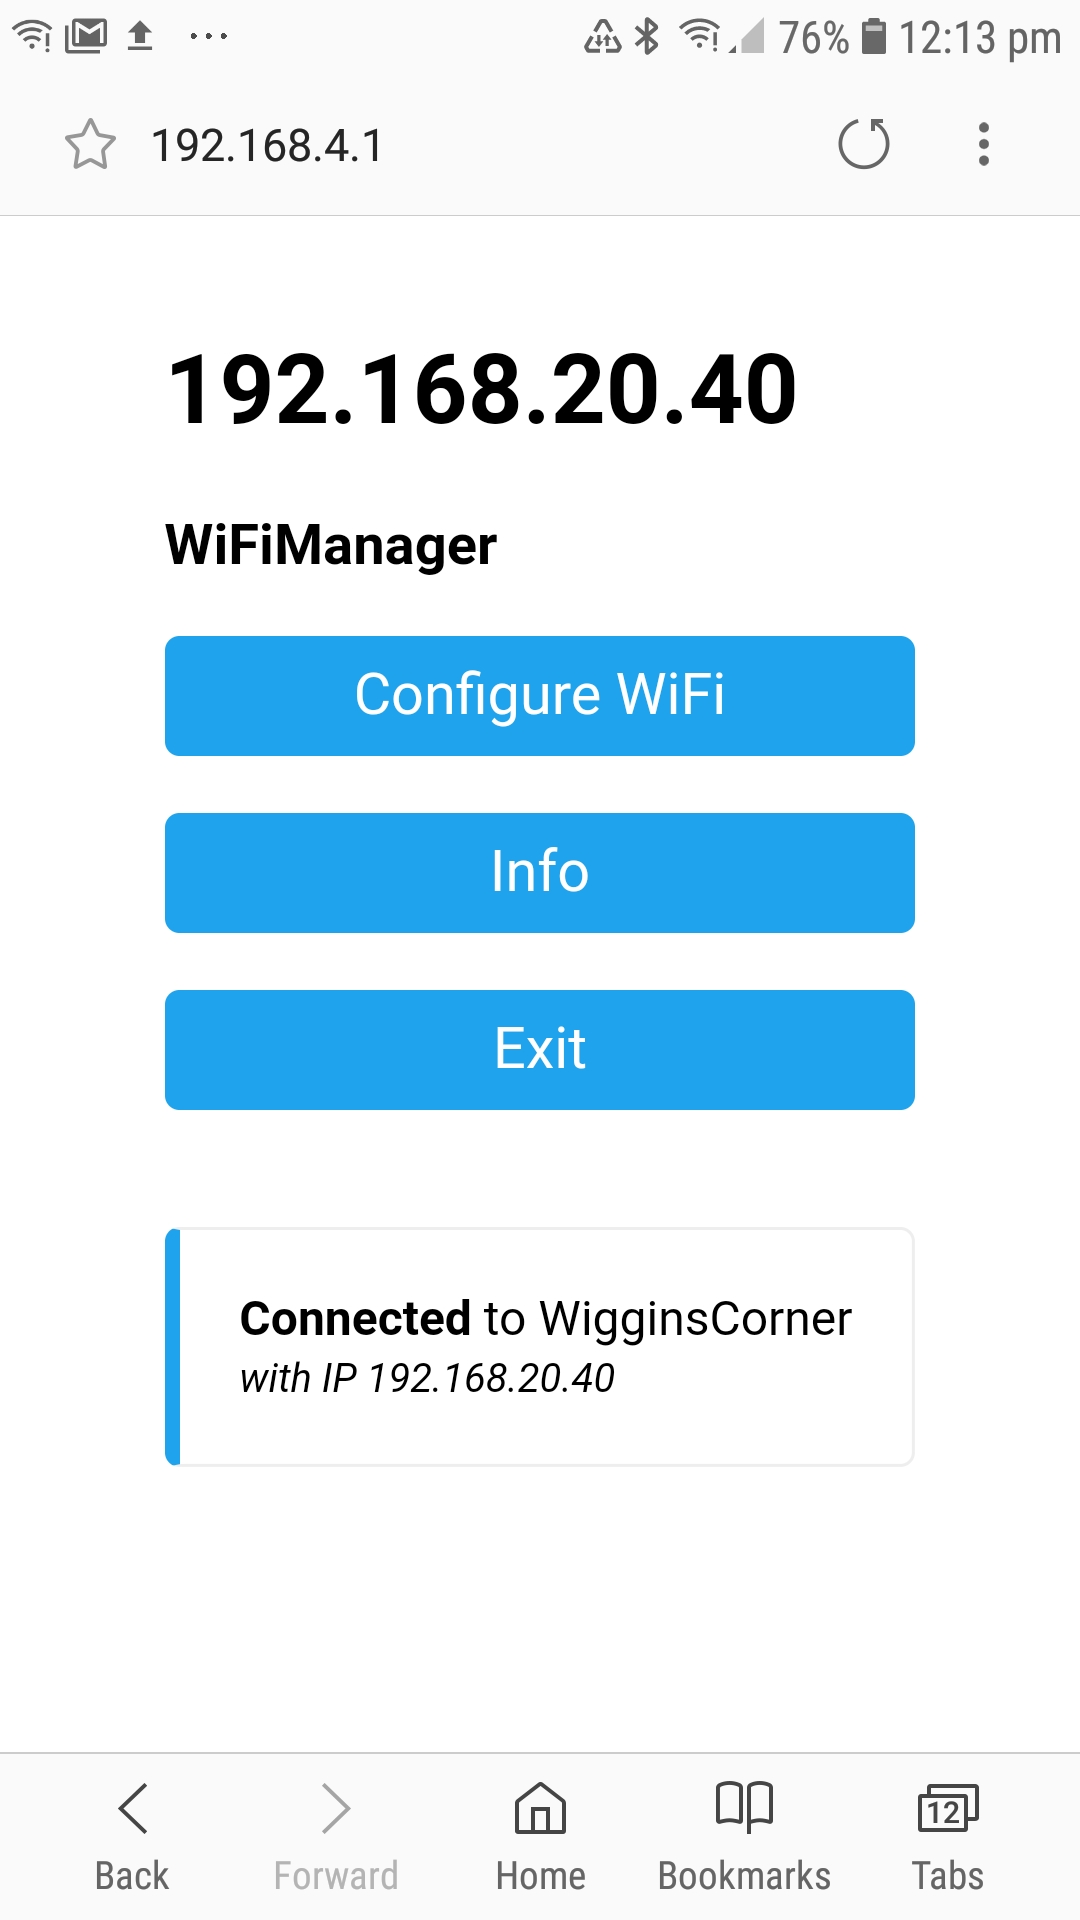 76% 12:13 pm
192.168.4.1
192.168.20.40
WiFiManager
Configure WiFi
Info
Exit
Connected to WigginsCorner
with IP 192.168.20.40
12
Back Forward Home Bookmarks Tabs